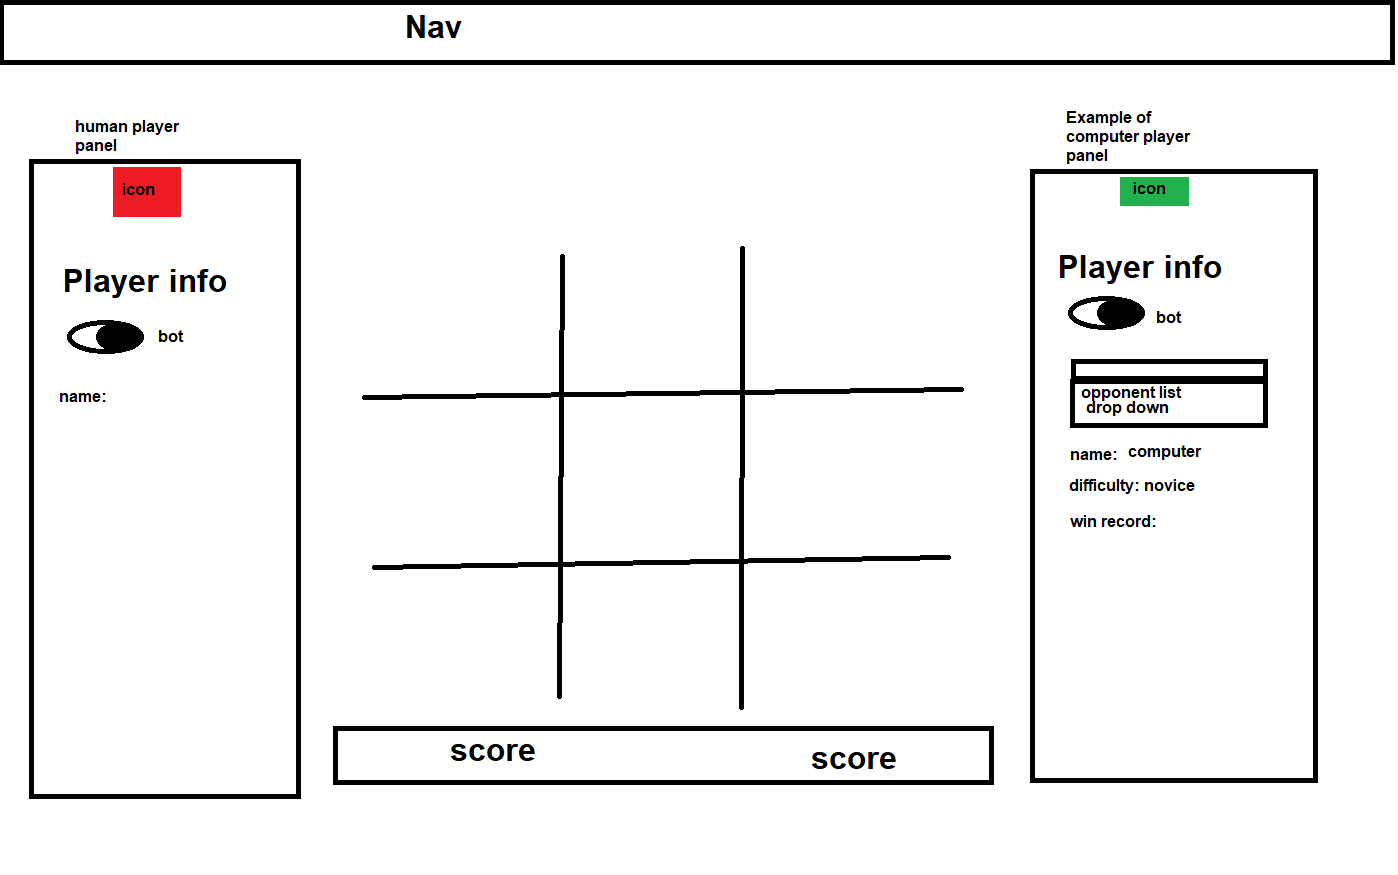 Nav
human player
panel
icon
Player info
bot
name:
score
score
Example of
computer player
panel
icon
Player info
bot
opponent list
drop down
name: computer
difficulty: novice
win record: